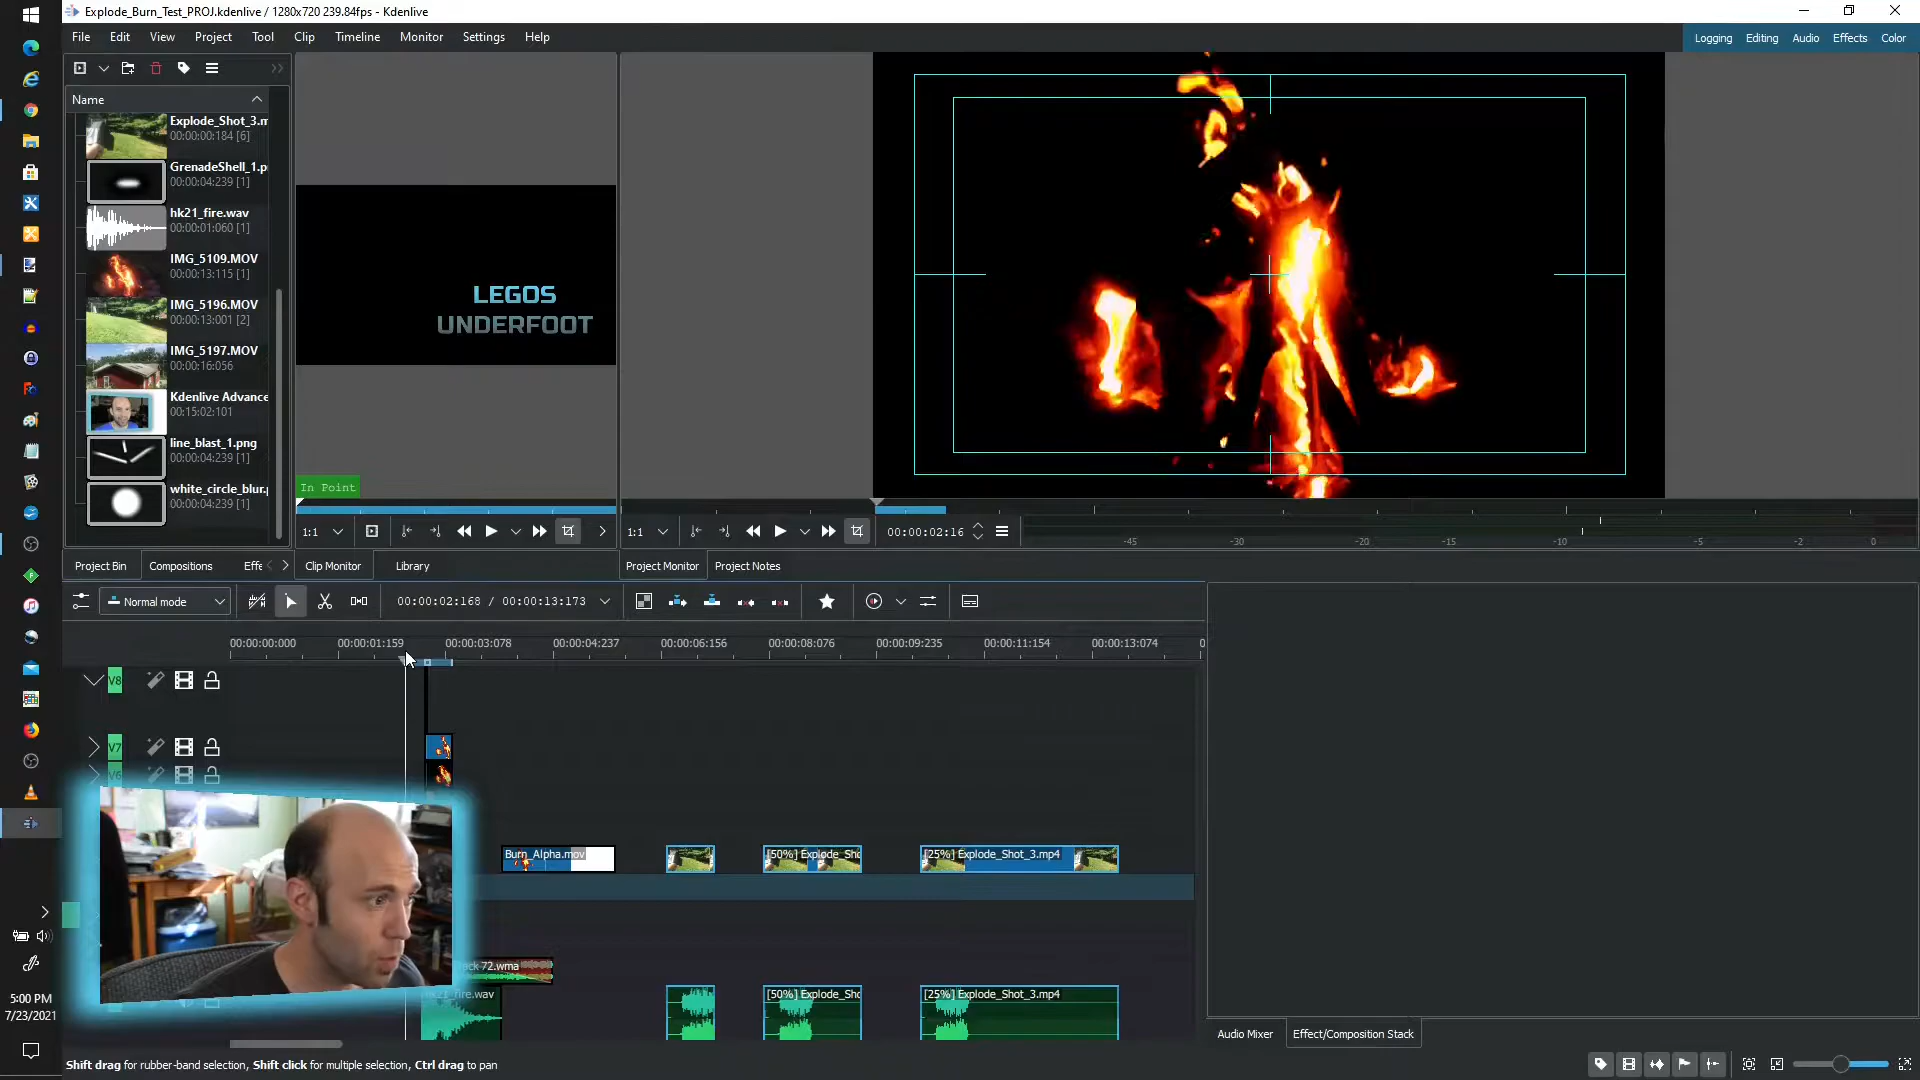 Explode_Burn_Test_PROJ.kdenlive / 1280x720 239.84fps - Kdenlive
File Edit View Project Tool Clip Timeline Monitor Settings Help
Logging Editing Audio Effects Color
Name
Explode_Shot_3.m
00:00:00:184 [6]
GrenadeShell_1.p
00:00:04:239 [1]
hk21_fire.wav
00:00:01:060 [1]
IMG_5109.MOV
00:00:13:115 [1]
IMG_5196.MOV
00:00:13:001 [2]
IMG_5197.MOV
00:00:16:056
Kdenlive Advance
00:15:02:101
line_blast_1.png
00:00:04:239 [1]
white_circle_blur.p
00:00:04:239 [1]
LEGOS
UNDERFOOT
In Point
1:1
1:1
00:00:02:16
-45 -30 -20 -15 -10 -5 -2 0
Project Bin Compositions Effe Clip Monitor Library
Project Monitor Project Notes
Normal mode
00:00:02:168 / 00:00:13:173
00:00:00:000 00:00:01:159 00:00:03:078 00:00:04:237 00:00:06:156 00:00:08:076 00:00:09:235 00:00:11:154 00:00:13:074 0
V8
V7
V6
Burn_Alpha.mov
[50%] Explode_Sho
[25%] Explode_Shot_3.mp4
ack 72.wma
hk21_fire.wav
[50%] Explode_Sho
[25%] Explode_Shot_3.mp4
5:00 PM
7/23/2021
Audio Mixer Effect/Composition Stack
Shift drag for rubber-band selection, Shift click for multiple selection, Ctrl drag to pan